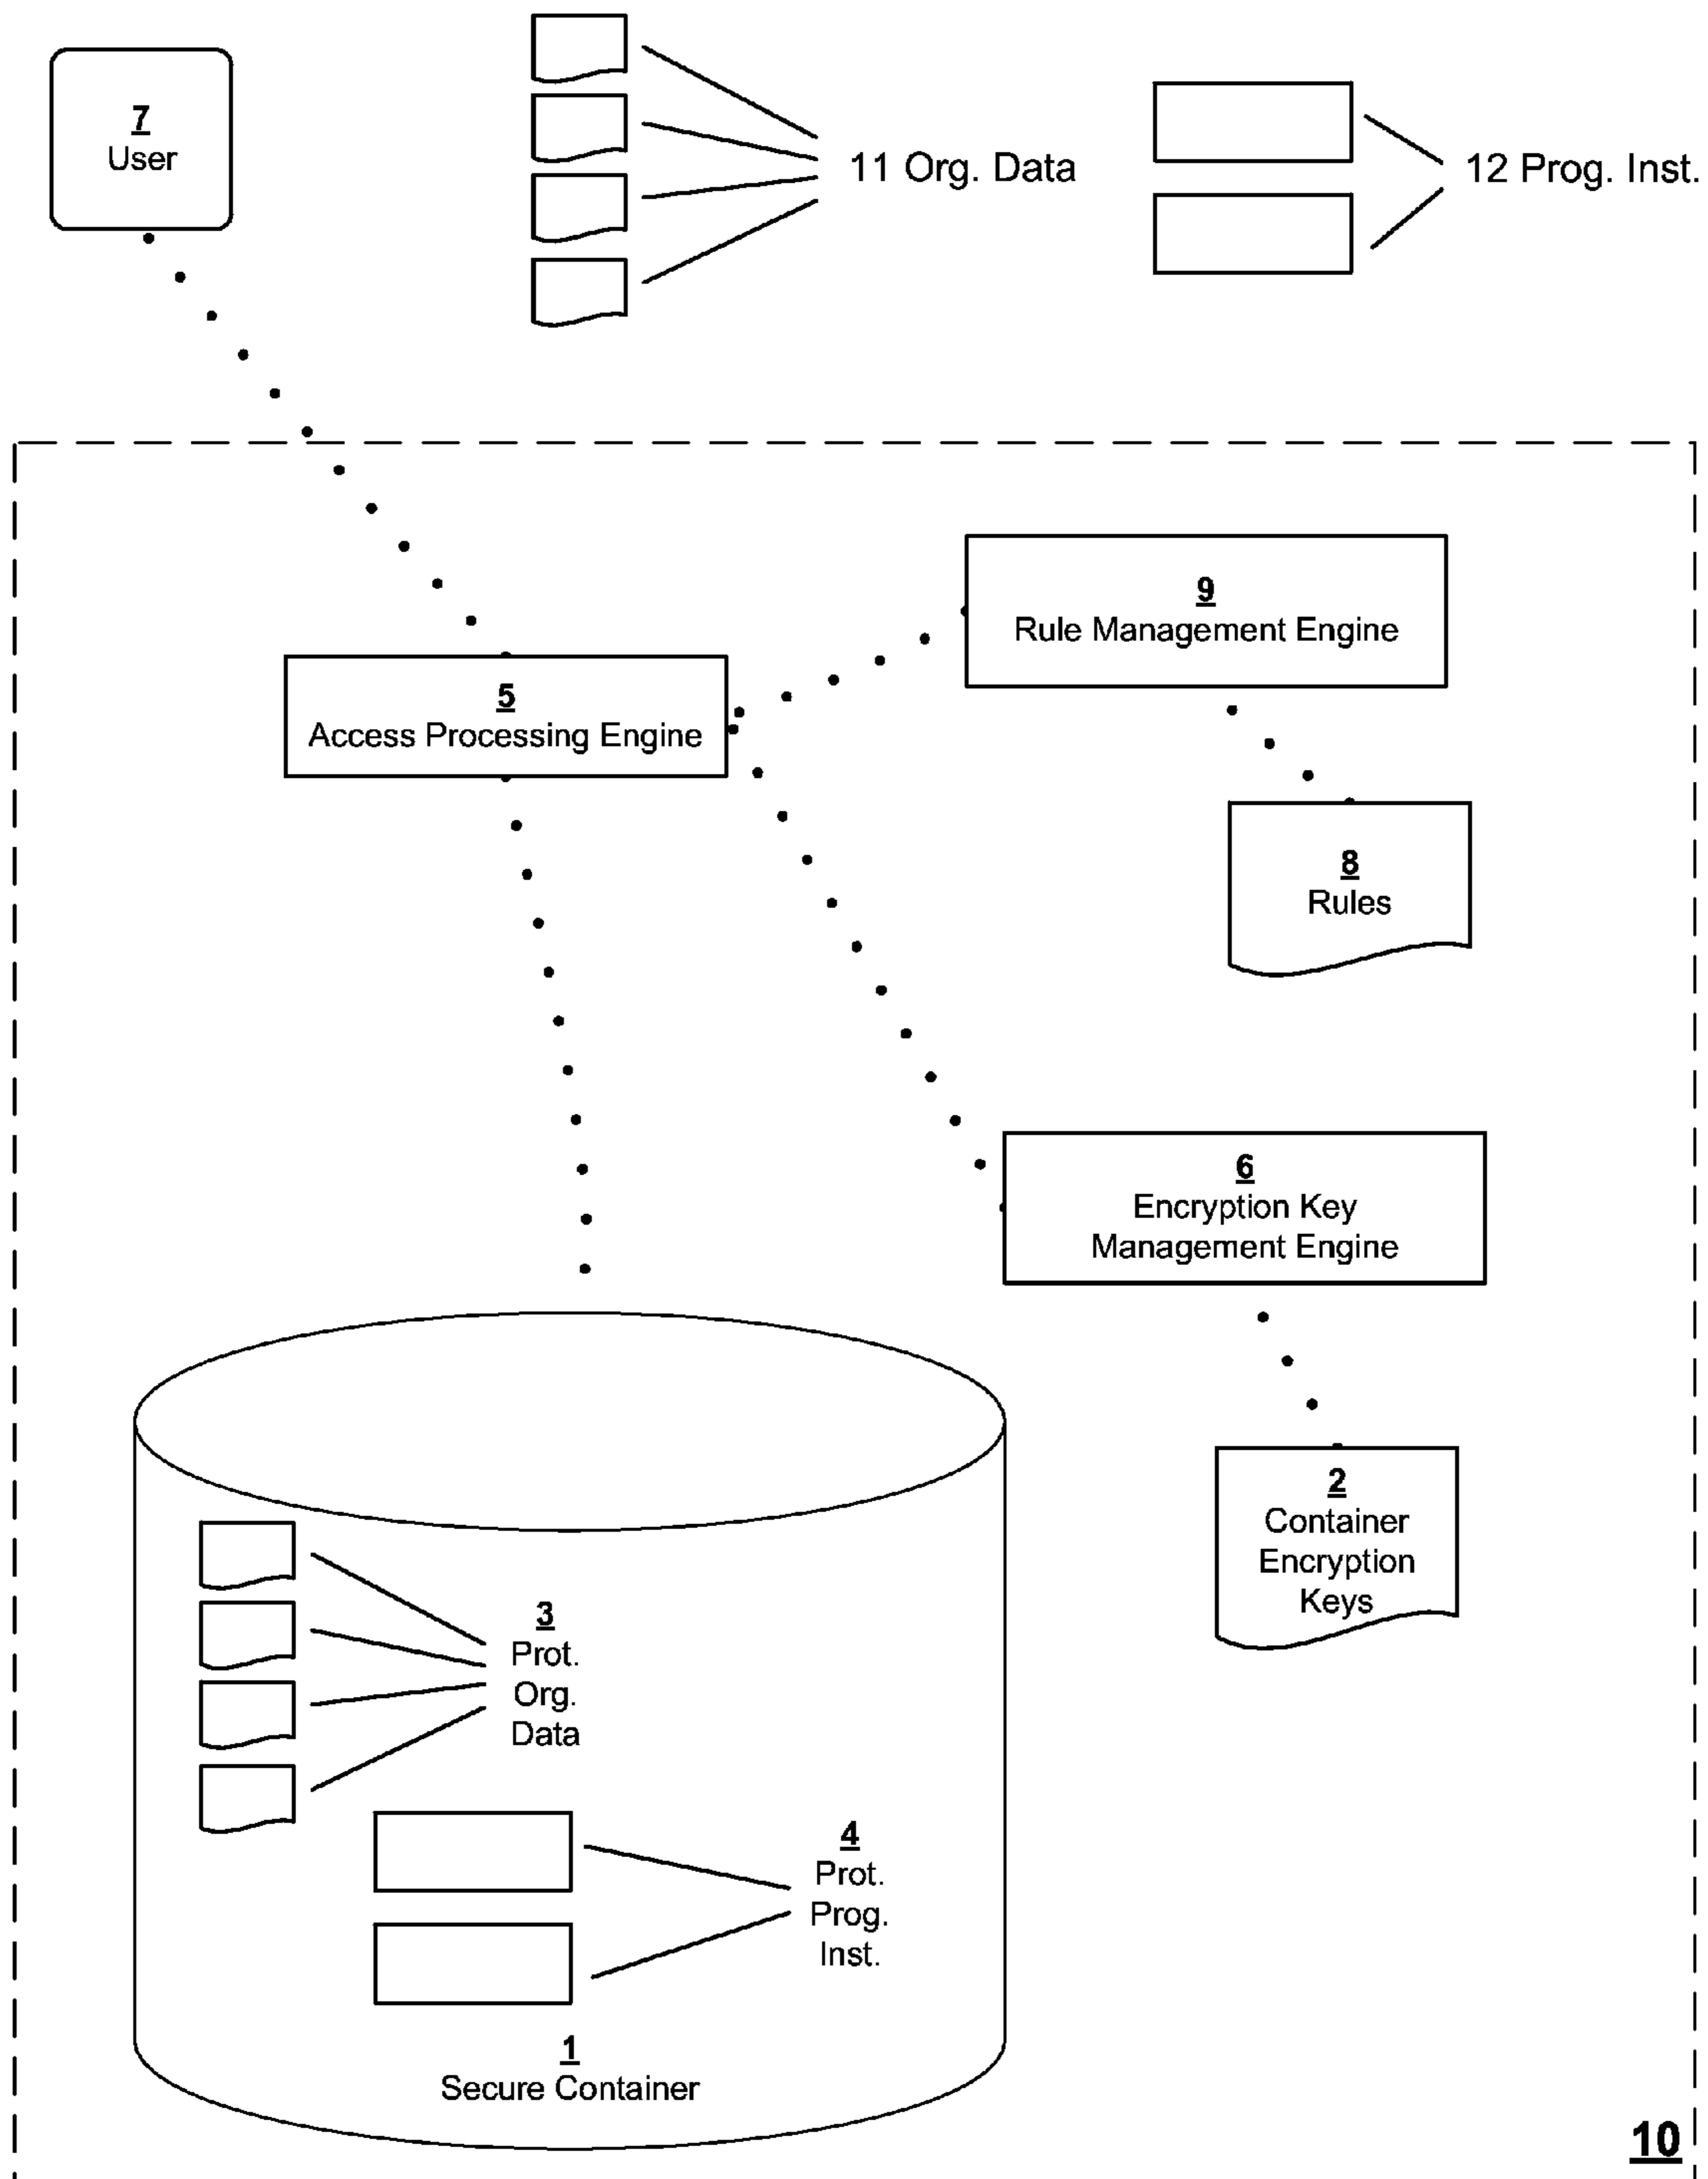 7
User
11 Org. Data
12 Prog. Inst.
9
Rule Management Engine
5
Access Processing Engine
8
Rules
6
Encryption Key
Management Engine
2
Container
Encryption
Keys
3
Prot.
Org.
Data
4
Prot.
Prog.
Inst.
1
Secure Container
10